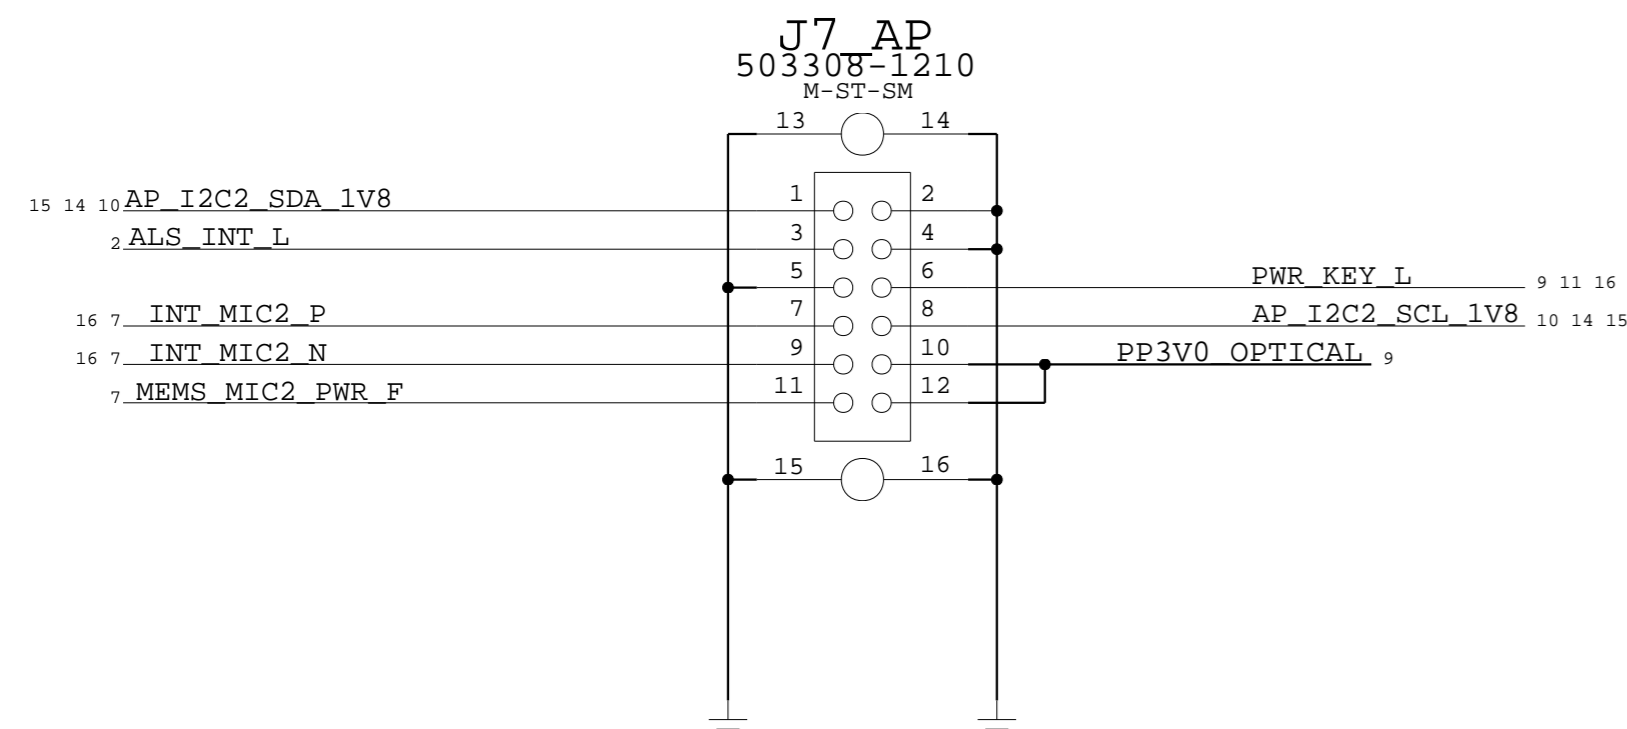 J7_AP
503308-1210
M-ST-SM
13 14
15 14 10 AP_I2C2_SDA_1V8 1 2
2 ALS_INT_L 3 4
5 6 PWR_KEY_L 9 11 16
16 7 INT_MIC2_P 7 8 AP_I2C2_SCL_1V8 10 14 15
16 7 INT_MIC2_N 9 10 PP3V0_OPTICAL 9
7 MEMS_MIC2_PWR_F 11 12
15 16